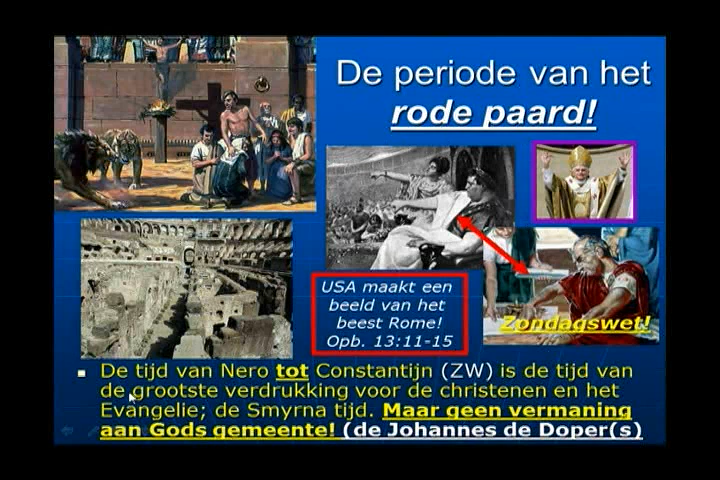 De periode van het
rode paard!
USA maakt een
beeld van het
beest Rome!
Opb. 13:11-15
Zondagswet!
De tijd van Nero tot Constantijn (ZW) is de tijd van
de grootste verdrukking voor de christenen en het
Evangelie; de Smyrna tijd. Maar geen vermaning
aan Gods gemeente! (de Johannes de Doper(s)